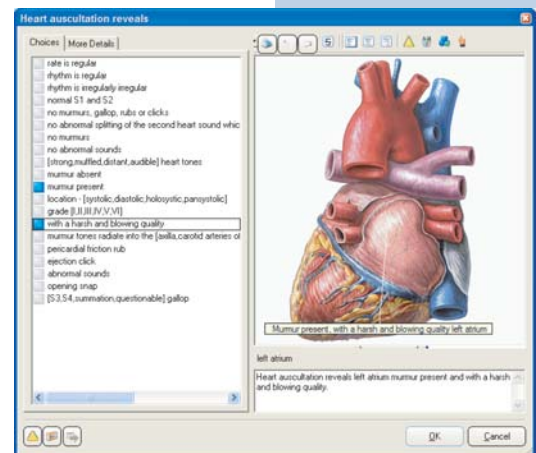 Heart auscultation reveals
Choices
More Details
rate is regular
rhythm is regular
rhythm is irregularly irregular
normal S1 and S2
no murmurs, gallop, rubs or clicks
no abnormal splitting of the second heart sound whic
no murmurs
no abnormal sounds
[strong,muffled,distant,audible] heart tones
murmur absent
murmur present
location - [systolic,diastolic,holosystic,pansystolic]
grade [I,II,III,IV,V,VI]
with a harsh and blowing quality
murmur tones radiate into the [axilla,carotid arteries of
pericardial friction rub
ejection click
abnormal sounds
opening snap
[S3,S4,summation,questionable] gallop
Murmur present, with a harsh and blowing quality left atrium
left atrium
Heart auscultation reveals left atrium murmur present and with a harsh
and blowing quality.
OK
Cancel